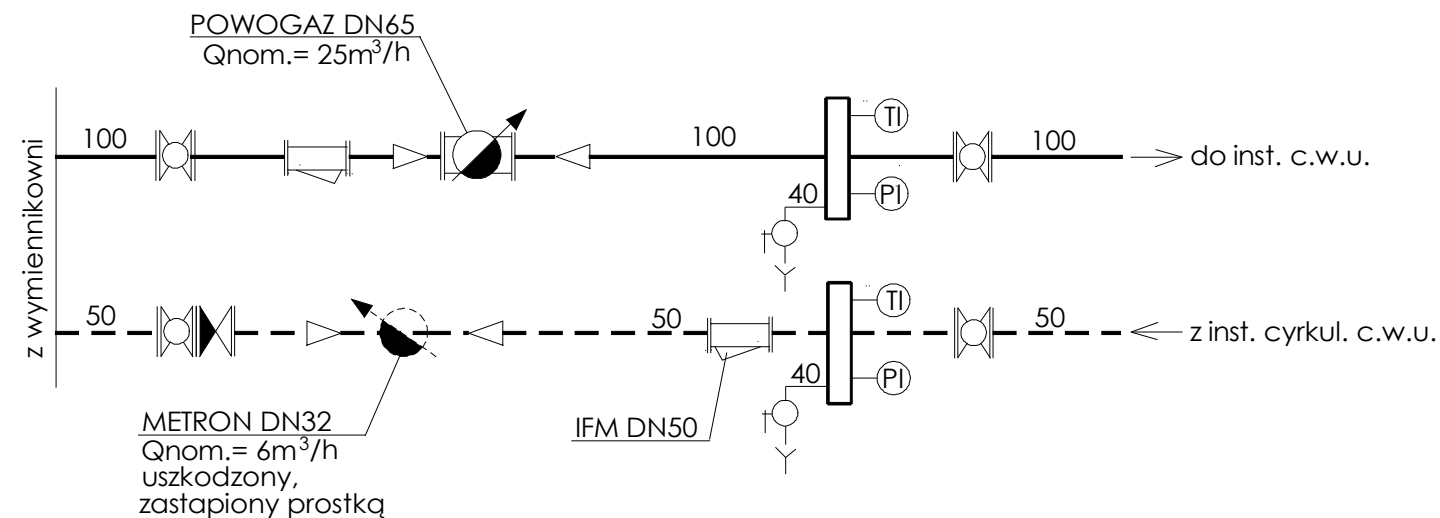 POWOGAZ DN65
Qnom.= 25m³/h
100
100
100
TI
do inst. c.w.u.
PI
40
z wymiennikowni
TI
50
50
50
z inst. cyrkul. c.w.u.
PI
40
METRON DN32
Qnom.= 6m³/h
uszkodzony,
zastapiony prostką
IFM DN50